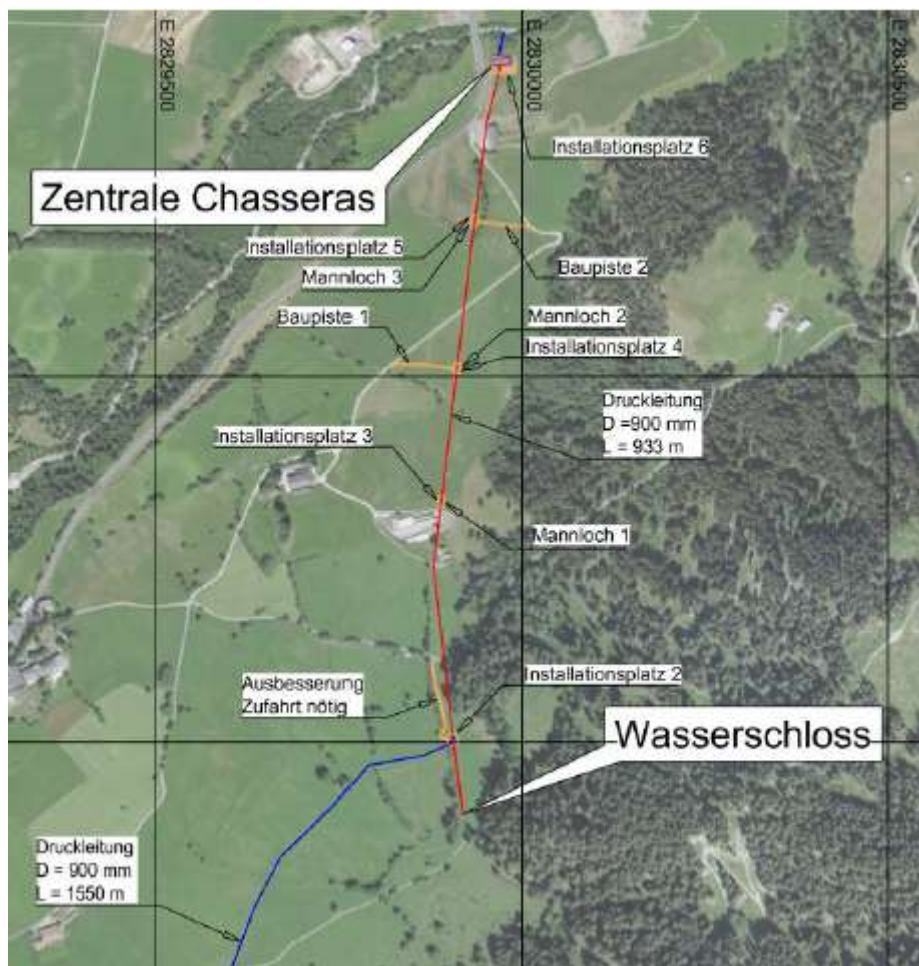 E 2829500
E 2830000
E 2830500
Installationsplatz 6
Zentrale Chasseras
Installationsplatz 5
Mannloch 3
Baupiste 2
Baupiste 1
Mannloch 2
Installationsplatz 4
Druckleitung
D =900 mm
L = 933 m
Installationsplatz 3
Mannloch 1
Ausbesserung
Zufahrt nötig
Installationsplatz 2
Wasserschloss
Druckleitung
D = 900 mm
L = 1550 m